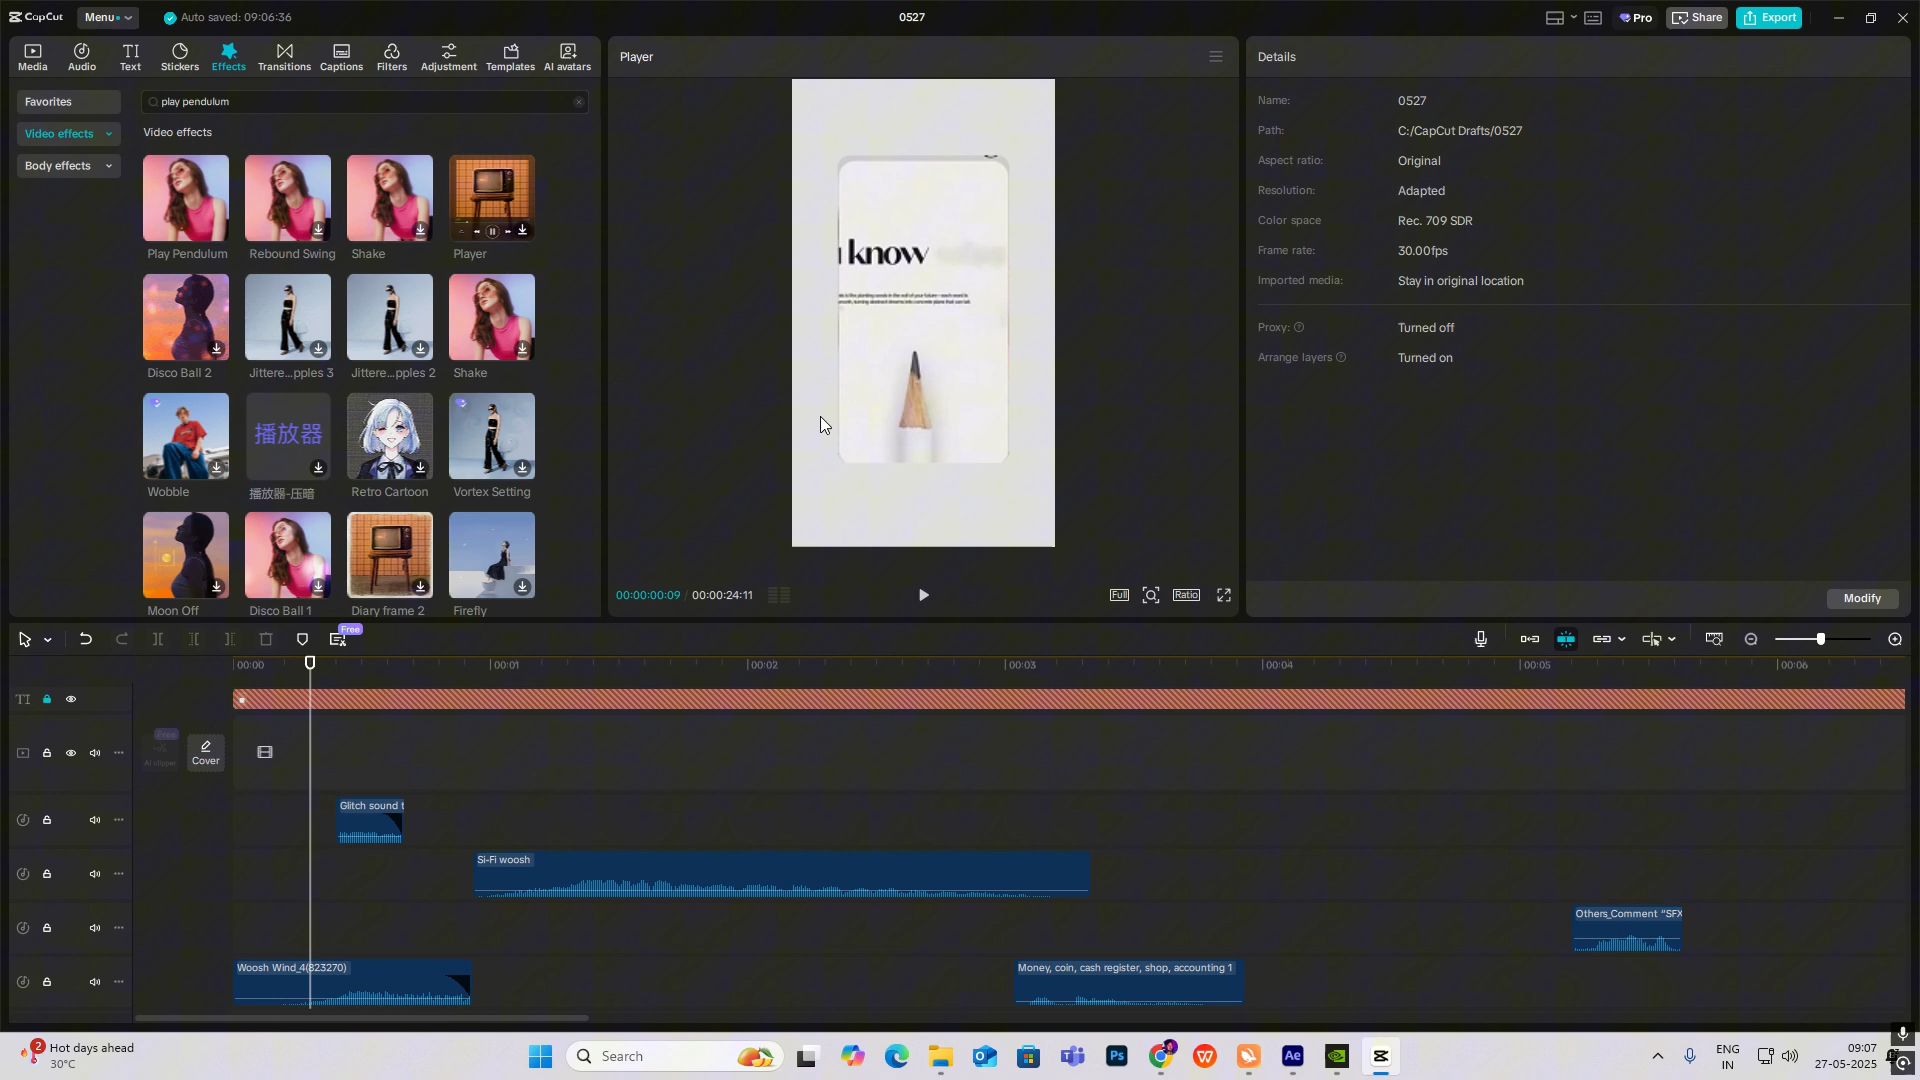 CapCut
Menu
Auto saved: 09:06:36
0527
Pro
Share
Export
Media
Audio
Text
Stickers
Effects
Transitions
Captions
Filters
Adjustment
Templates
AI avatars
Favorites
Video effects
Body effects
play pendulum
Video effects
Play Pendulum
Rebound Swing
Shake
Player
Disco Ball 2
Jittere...pples 3
Jittere...pples 2
Shake
播放器
Wobble
播放器-压暗
Retro Cartoon
Vortex Setting
Moon Off
Disco Ball 1
Diary frame 2
Firefly
Player
know
00:00:00:09 / 00:00:24:11
Full
Ratio
Details
Name: 0527
Path: C:/CapCut Drafts/0527
Aspect ratio: Original
Resolution: Adapted
Color space Rec. 709 SDR
Frame rate: 30.00fps
Imported media: Stay in original location
Proxy: Turned off
Arrange layers Turned on
Modify
Free
00:00
00:01
00:02
00:03
00:04
00:05
00:06
Free
AI clipper
Cover
Glitch sound t
Si-Fi woosh
Others_Comment “SFX
Woosh Wind_4(823270)
Money, coin, cash register, shop, accounting 1
2
Hot days ahead
30°C
Search
Ps
Ae
ENG
IN
09:07
27-05-2025